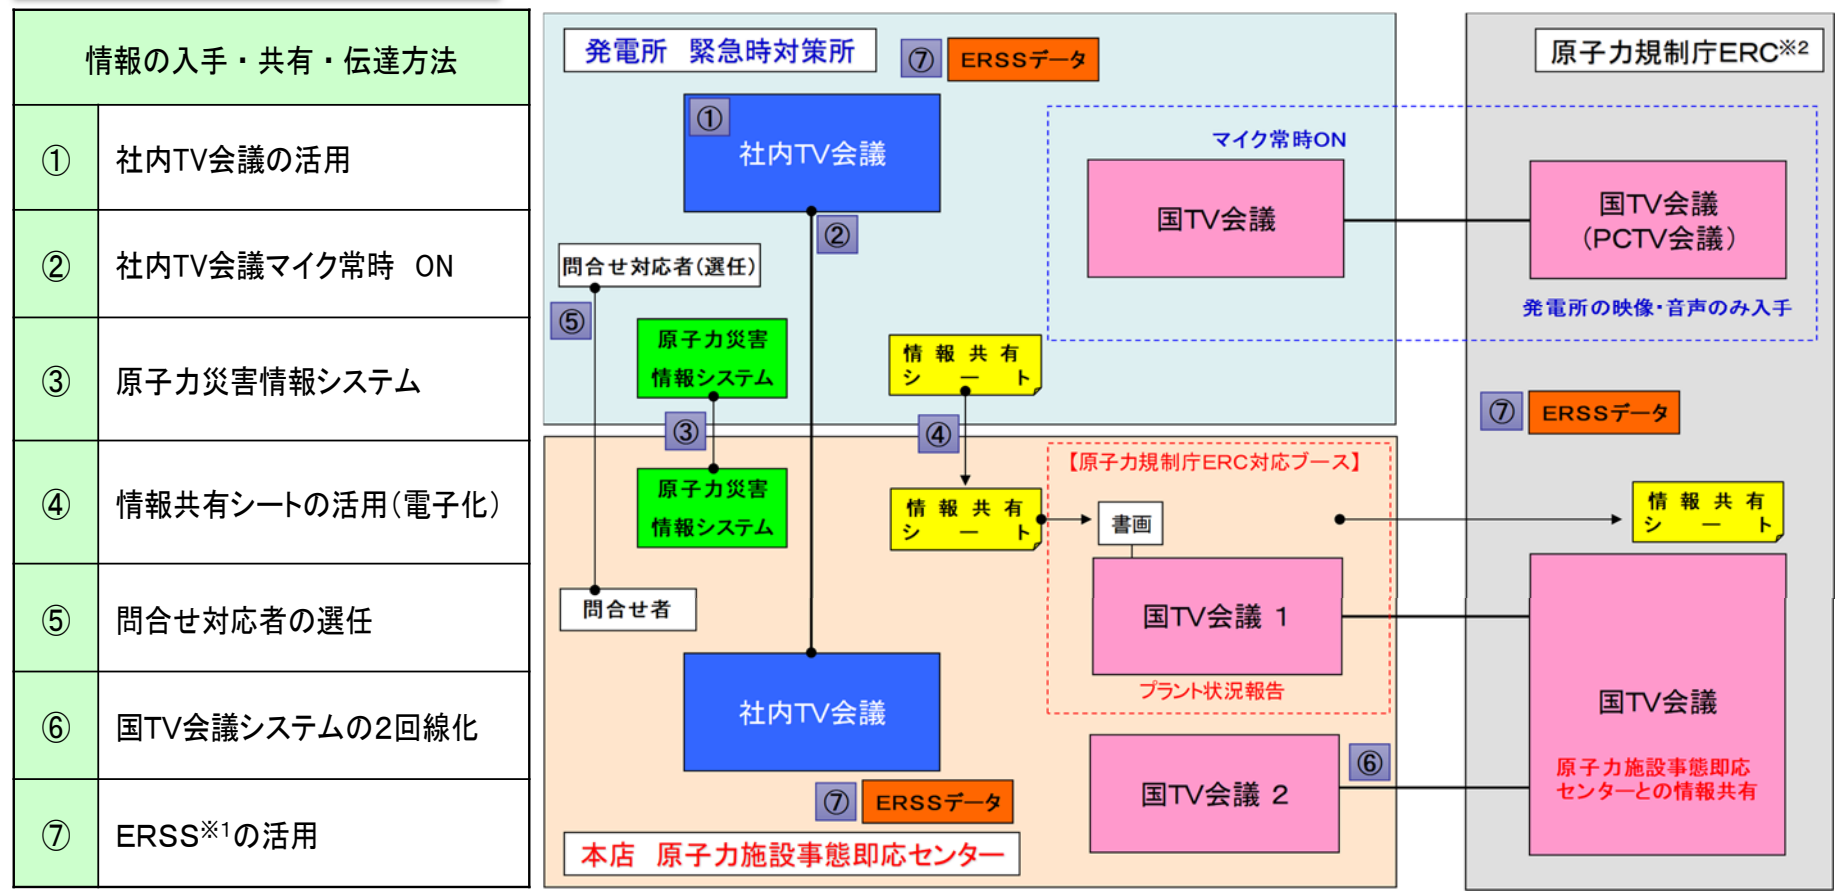 情報の入手・共有・伝達方法
① 社内TV会議の活用
② 社内TV会議マイク常時　ON
③ 原子力災害情報システム
④ 情報共有シートの活用（電子化）
⑤ 問合せ対応者の選任
⑥ 国TV会議システムの2回線化
⑦ ERSS※1の活用
発電所　緊急時対策所
⑦ ERSSデータ
①
社内TV会議
②
問合せ対応者(選任)
⑤
原子力災害
情報システム
③
情報共有
シート
④
マイク常時ON
国TV会議
原子力規制庁ERC※2
国TV会議
（PCTV会議）
発電所の映像・音声のみ入手
⑦ ERSSデータ
原子力災害
情報システム
情報共有
シート
【原子力規制庁ERC対応ブース】
書画
国TV会議 1
プラント状況報告
問合せ者
社内TV会議
⑦ ERSSデータ
本店　原子力施設事態即応センター
国TV会議 2
⑥
情報共有
シート
国TV会議
原子力施設事態即応
センターとの情報共有